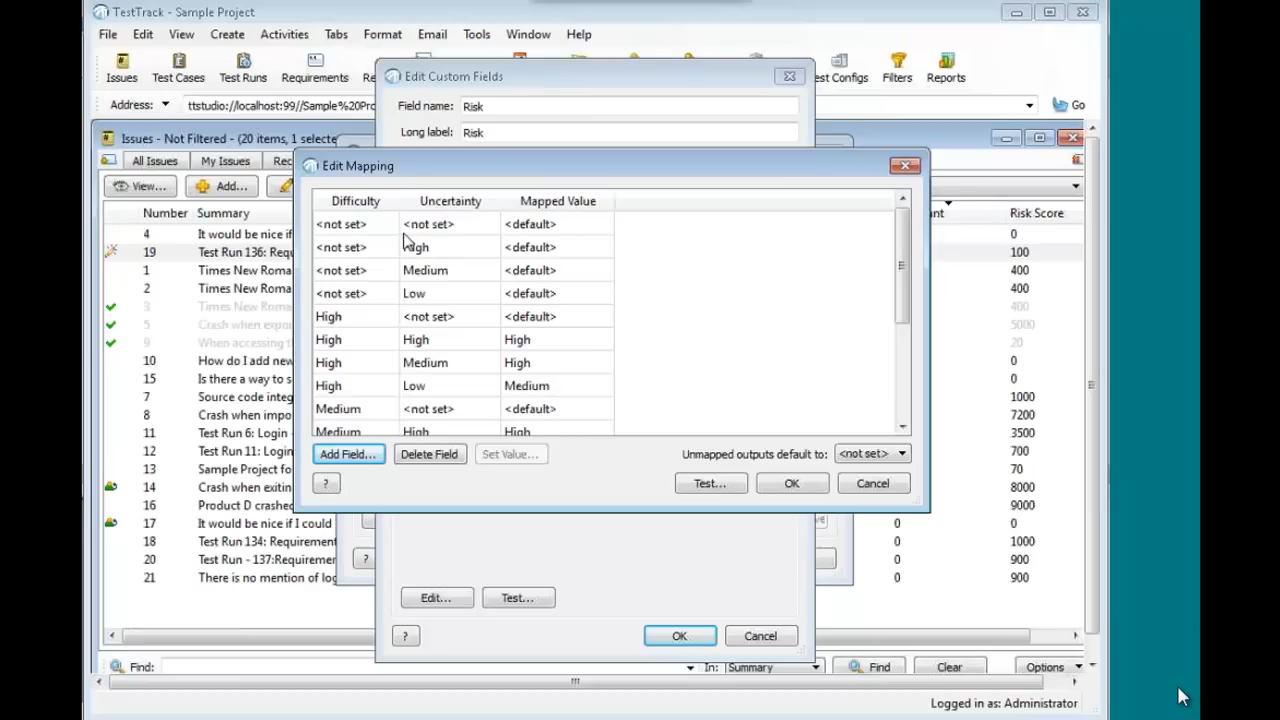 TestTrack - Sample Project
File Edit View Create Activities Tabs Format Email Tools Window Help
Issues Test Cases Test Runs Requirements Filters Reports
Address: ttstudio://localhost:99//Sample%20Pro Go
Issues - Not Filtered - (20 items, 1 selecte
All Issues My Issues
View... Add...
Number Summary Risk Score
4 It would be nice if 0
19 Test Run 136: Requ 100
1 Times New Roma 400
2 Times New Roma 400
3 Times New Roma 400
5 Crash when expo 5000
9 When accessing t 20
10 How do I add new 0
15 Is there a way to s 0
7 Source code integ 1000
8 Crash when impo 7200
11 Test Run 6: Login 3500
12 Test Run 11: Login 700
13 Sample Project fo 70
14 Crash when exitin 8000
16 Product D crashed 9000
17 It would be nice if I could 0 0
18 Test Run 134: Requirement 0 1000
20 Test Run - 137:Requiremer 0 900
21 There is no mention of log 0 900
Find: In: Summary Find Clear Options
Logged in as: Administrator
Edit Custom Fields
Field name: Risk
Long label: Risk
Edit... Test...
? OK Cancel
Edit Mapping
Difficulty Uncertainty Mapped Value
<not set> <not set> <default>
<not set> High <default>
<not set> Medium <default>
<not set> Low <default>
High <not set> <default>
High High High
High Medium High
High Low Medium
Medium <not set> <default>
Medium High High
Add Field... Delete Field Set Value... Unmapped outputs default to: <not set>
? Test... OK Cancel